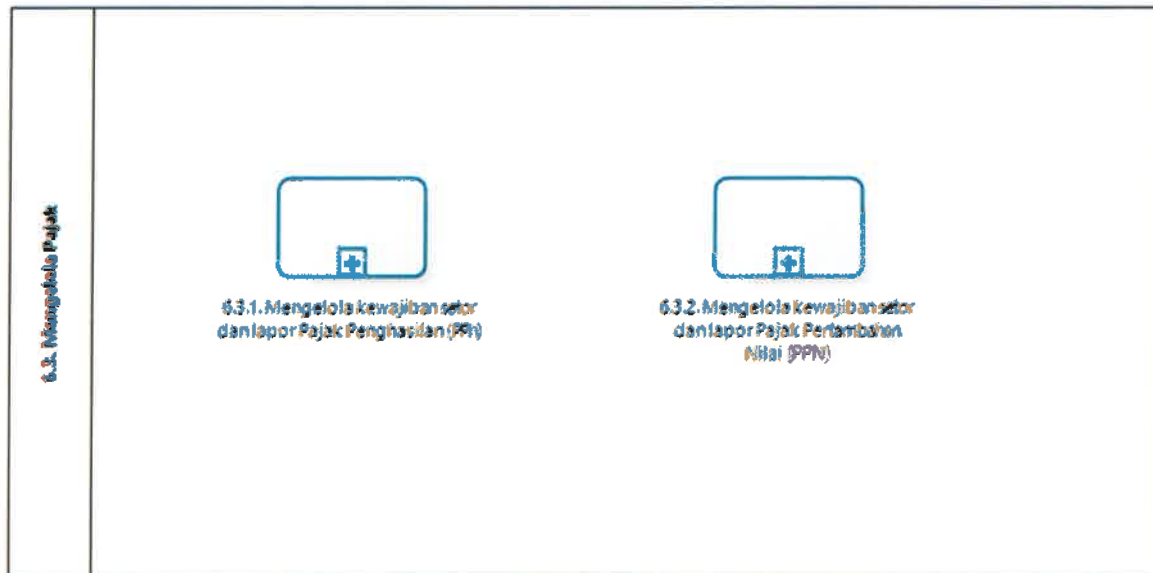 6.3. Mengelola Pajak
6.3.1. Mengelola kewajiban setor
dan lapor Pajak Penghasilan (PPh)
6.3.2. Mengelola kewajiban setor
dan lapor Pajak Pertambahan
Nilai (PPN)